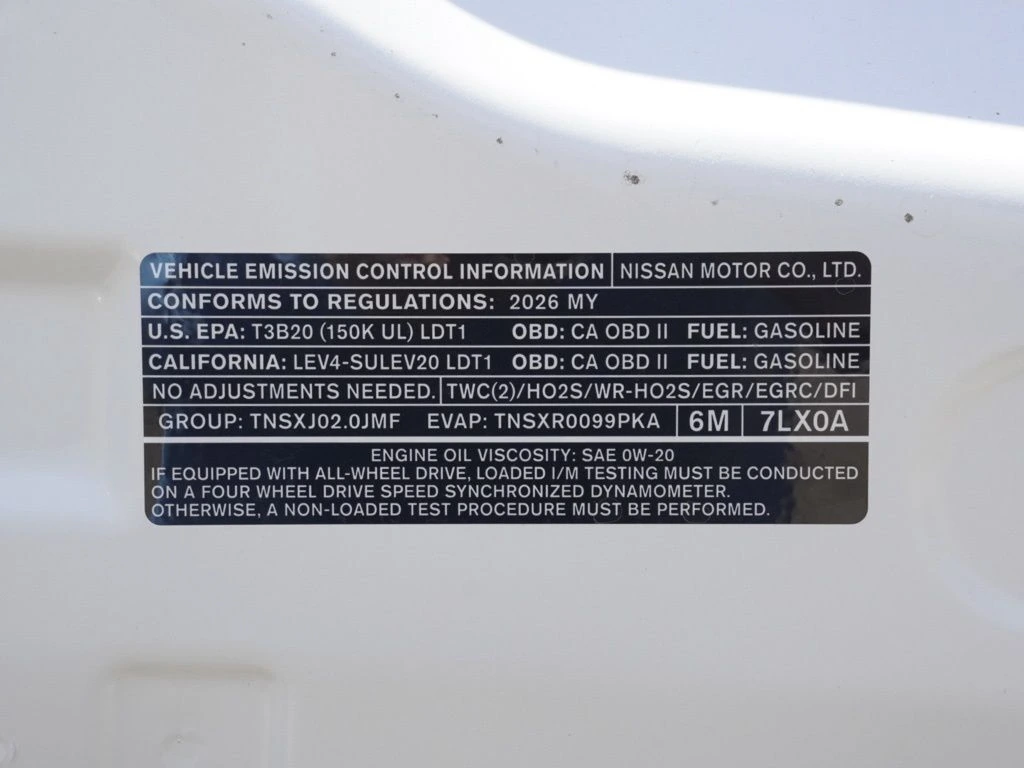 VEHICLE EMISSION CONTROL INFORMATION NISSAN MOTOR CO., LTD.
CONFORMS TO REGULATIONS: 2026 MY
U.S. EPA: T3B20 (150K UL) LDT1 OBD: CA OBD II FUEL: GASOLINE
CALIFORNIA: LEV4-SULEV20 LDT1 OBD: CA OBD II FUEL: GASOLINE
NO ADJUSTMENTS NEEDED. TWC(2)/HO2S/WR-HO2S/EGR/EGRC/DFI
GROUP: TNSXJ02.0JMF EVAP: TNSXR0099PKA 6M 7LX0A
ENGINE OIL VISCOSITY: SAE 0W-20
IF EQUIPPED WITH ALL-WHEEL DRIVE, LOADED I/M TESTING MUST BE CONDUCTED
ON A FOUR WHEEL DRIVE SPEED SYNCHRONIZED DYNAMOMETER.
OTHERWISE, A NON-LOADED TEST PROCEDURE MUST BE PERFORMED.